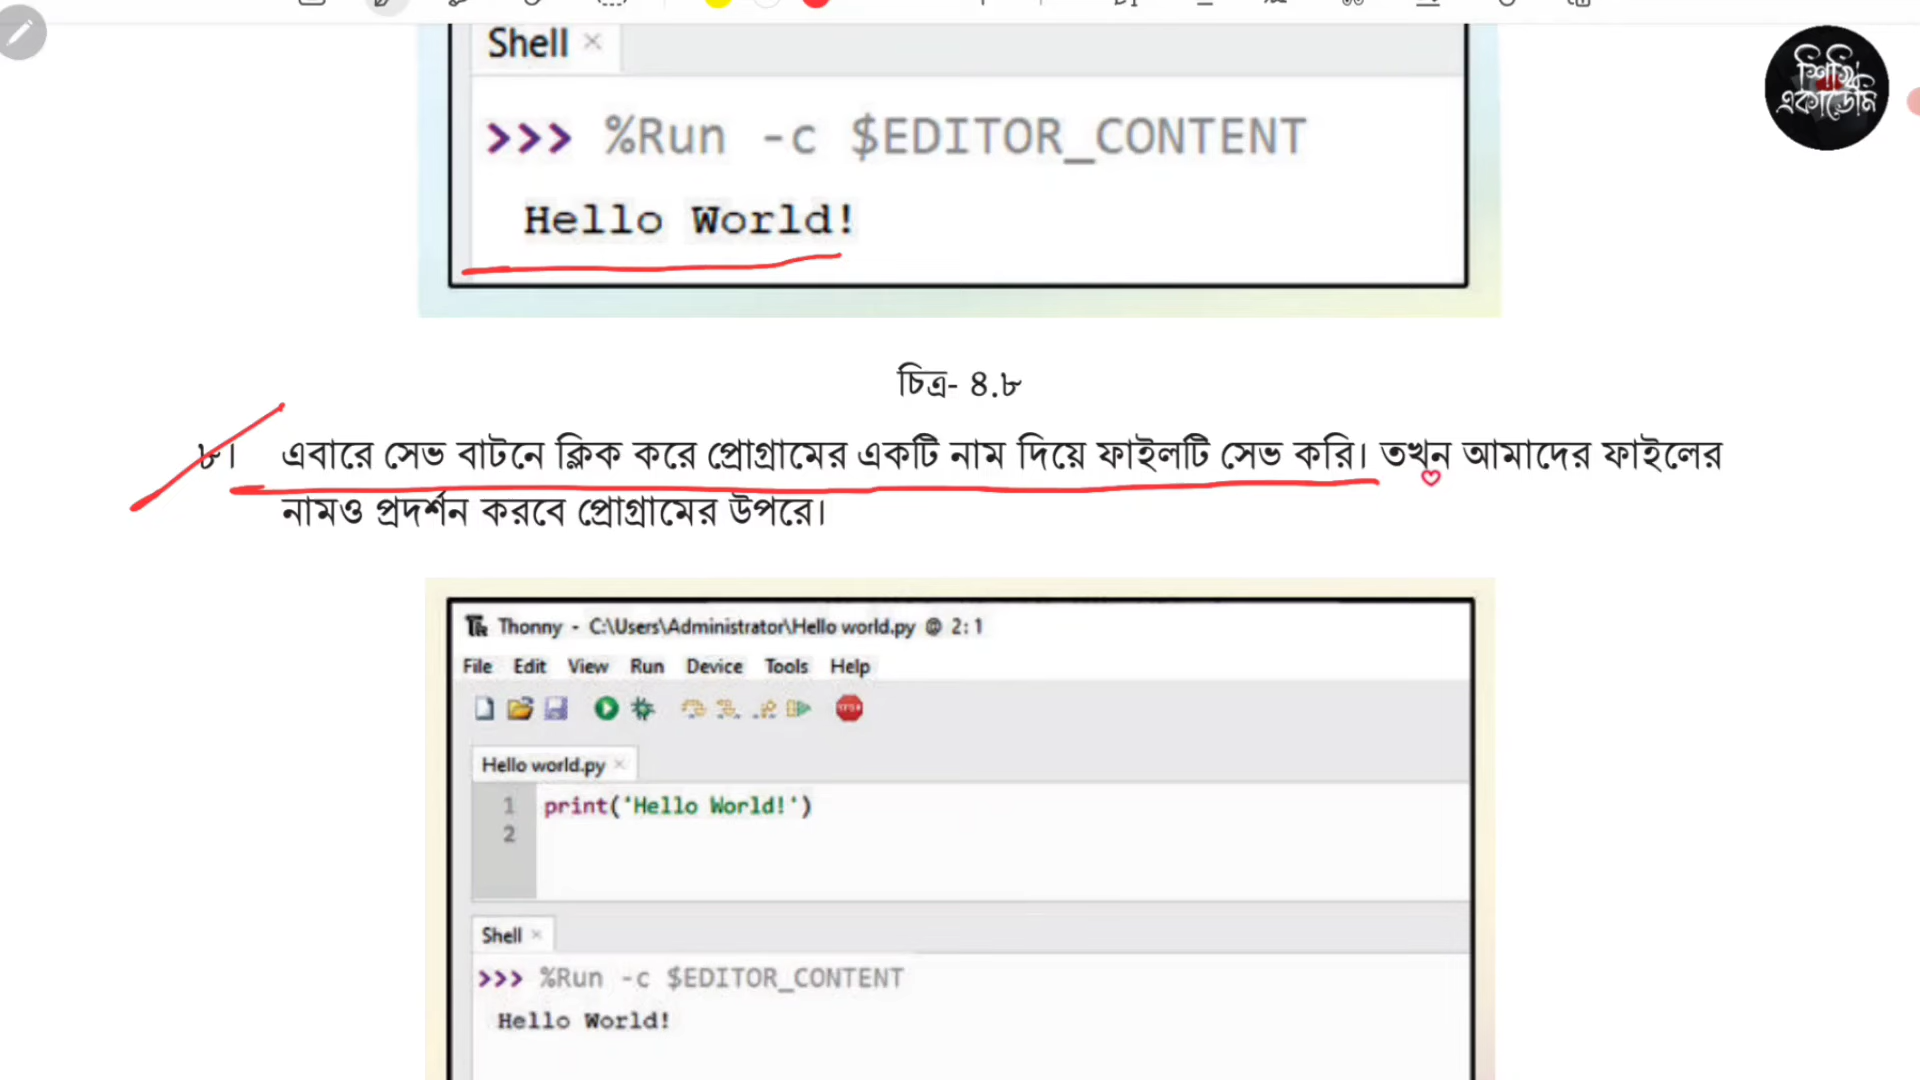 Shell ×
>>> %Run -c $EDITOR_CONTENT
Hello World!
শিখি একাডেমি
চিত্র- ৪.৮
৮। এবারে সেভ বাটনে ক্লিক করে প্রোগ্রামের একটি নাম দিয়ে ফাইলটি সেভ করি। তখন আমাদের ফাইলের
নামও প্রদর্শন করবে প্রোগ্রামের উপরে।
Thonny - C:\Users\Administrator\Hello world.py @ 2:1
File Edit View Run Device Tools Help
STOP
Hello world.py ×
1 print('Hello World!')
2
Shell ×
>>> %Run -c $EDITOR_CONTENT
Hello World!